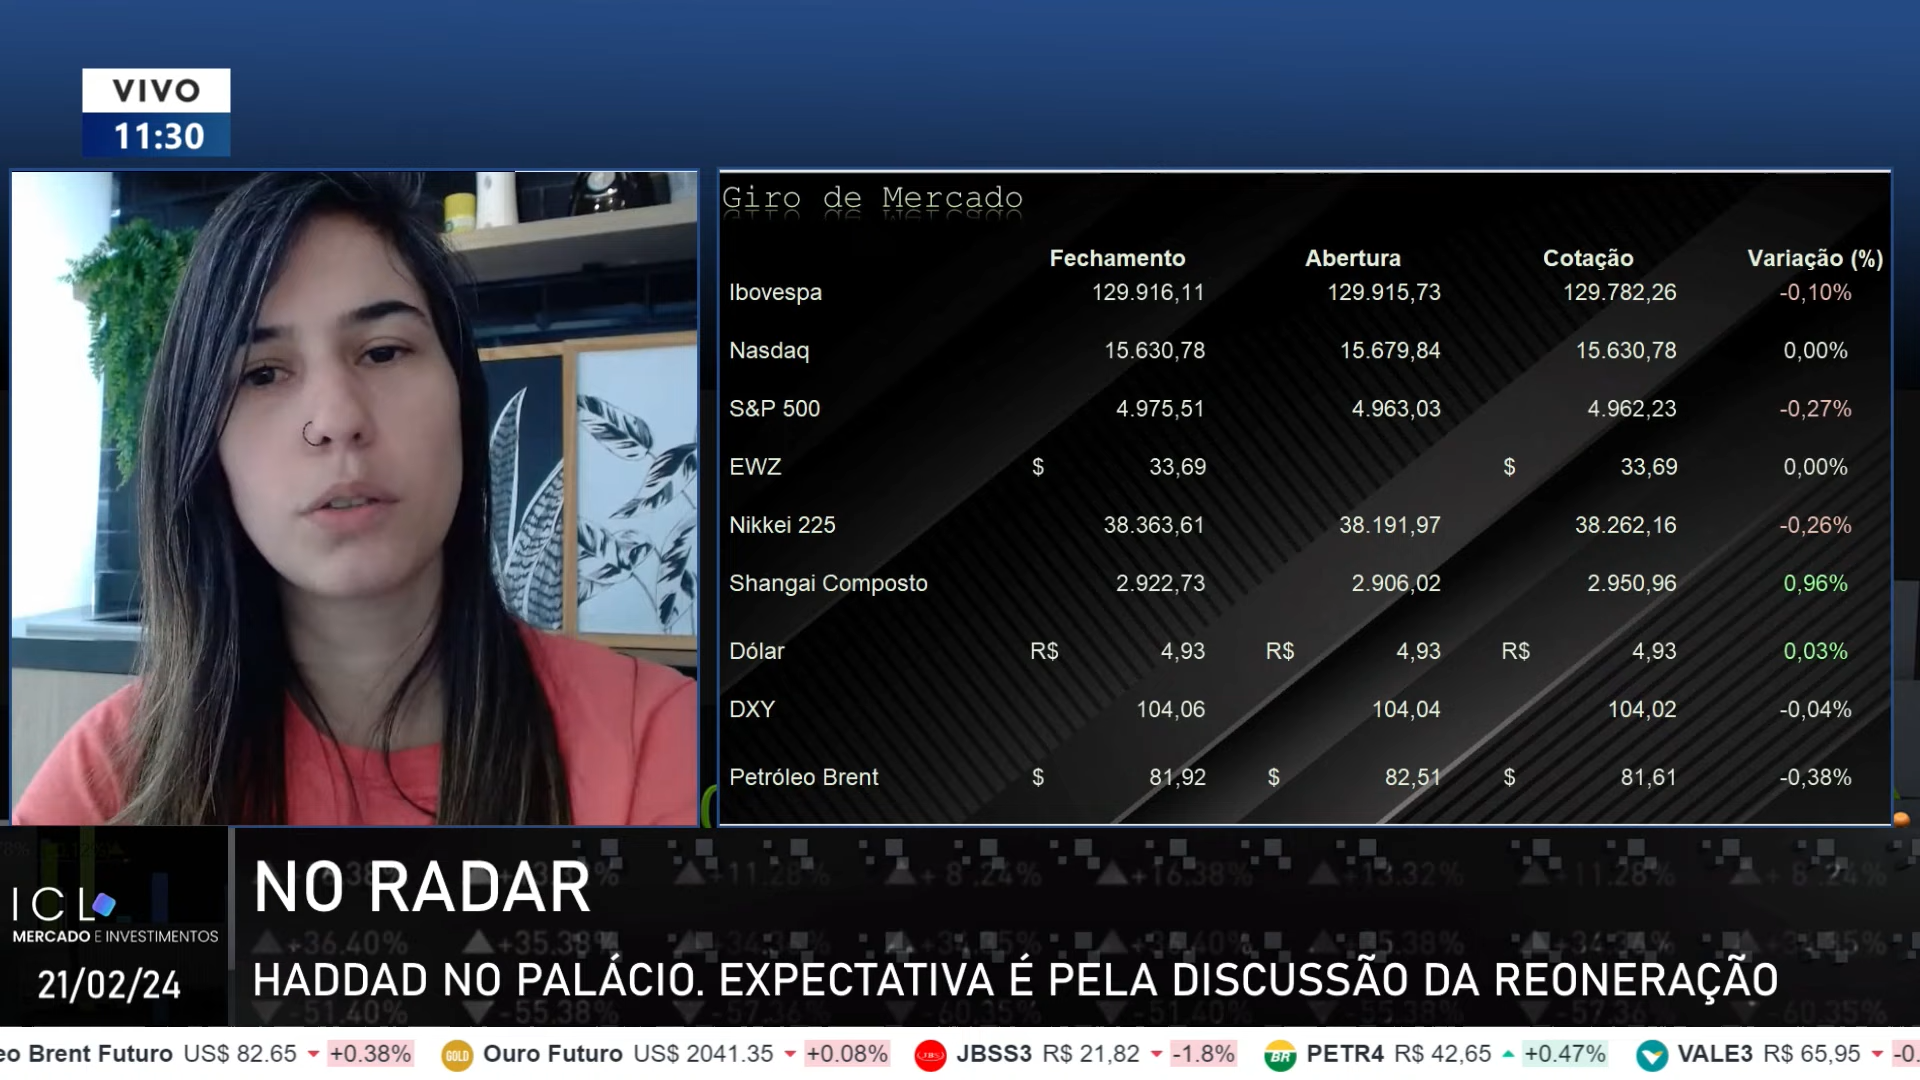 VIVO
11:30
Giro de Mercado
Fechamento Abertura Cotação Variação (%)
Ibovespa 129.916,11 129.915,73 129.782,26 -0,10%
Nasdaq 15.630,78 15.679,84 15.630,78 0,00%
S&P 500 4.975,51 4.963,03 4.962,23 -0,27%
EWZ $ 33,69 $ 33,69 0,00%
Nikkei 225 38.363,61 38.191,97 38.262,16 -0,26%
Shangai Composto 2.922,73 2.906,02 2.950,96 0,96%
Dólar R$ 4,93 R$ 4,93 R$ 4,93 0,03%
DXY 104,06 104,04 104,02 -0,04%
Petróleo Brent $ 81,92 $ 82,51 $ 81,61 -0,38%
NO RADAR
ICL
MERCADO E INVESTIMENTOS
21/02/24
HADDAD NO PALÁCIO. EXPECTATIVA É PELA DISCUSSÃO DA REONERAÇÃO
eo Brent Futuro US$ 82.65 +0.38% GOLD Ouro Futuro US$ 2041.35 +0.08% JBS JBSS3 R$ 21,82 -1.8% BR PETR4 R$ 42,65 +0.47% VALE3 R$ 65,95 -0.